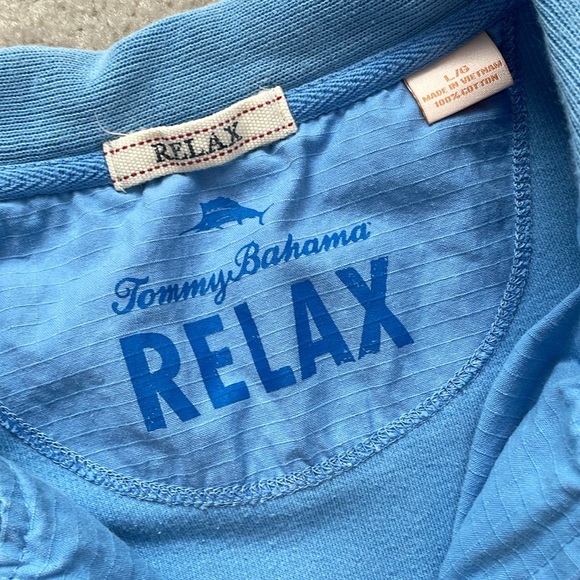 RELAX
L/G
MADE IN VIETNAM
100% COTTON
Tommy Bahama
RELAX